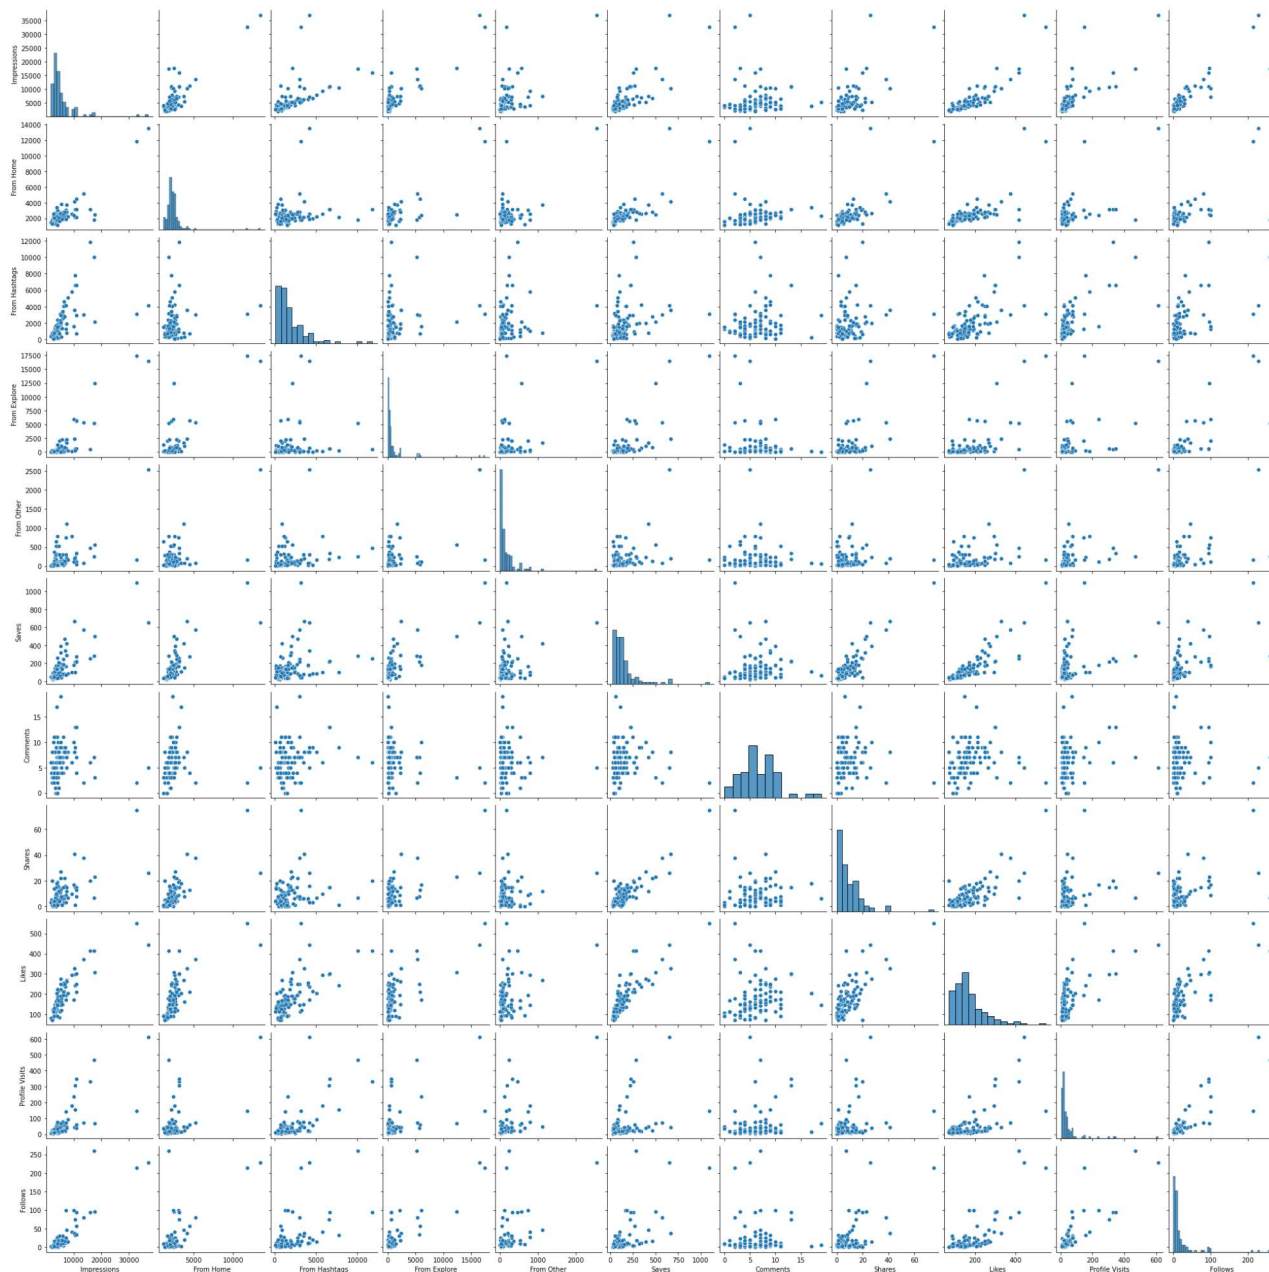 35000
30000
25000
20000
15000
10000
5000
Impressions
14000
12000
10000
8000
6000
4000
2000
0
From Home
12000
10000
8000
6000
4000
2000
0
From Hashtags
17500
15000
12500
10000
7500
5000
2500
0
From Explore
2500
2000
1500
1000
500
0
From Other
1000
800
600
400
200
0
Saves
15
10
5
0
Comments
60
40
20
0
Shares
500
400
300
200
100
Likes
600
500
400
300
200
100
0
Profile Visits
250
200
150
100
50
0
Follows
10000 20000 30000
Impressions
5000 10000
From Home
0 5000 10000
From Hashtags
0 5000 10000 15000
From Explore
0 1000 2000
From Other
0 250 500 750 1000
Saves
0 5 10 15
Comments
0 20 40 60
Shares
200 400
Likes
0 200 400 600
Profile Visits
0 100 200
Follows